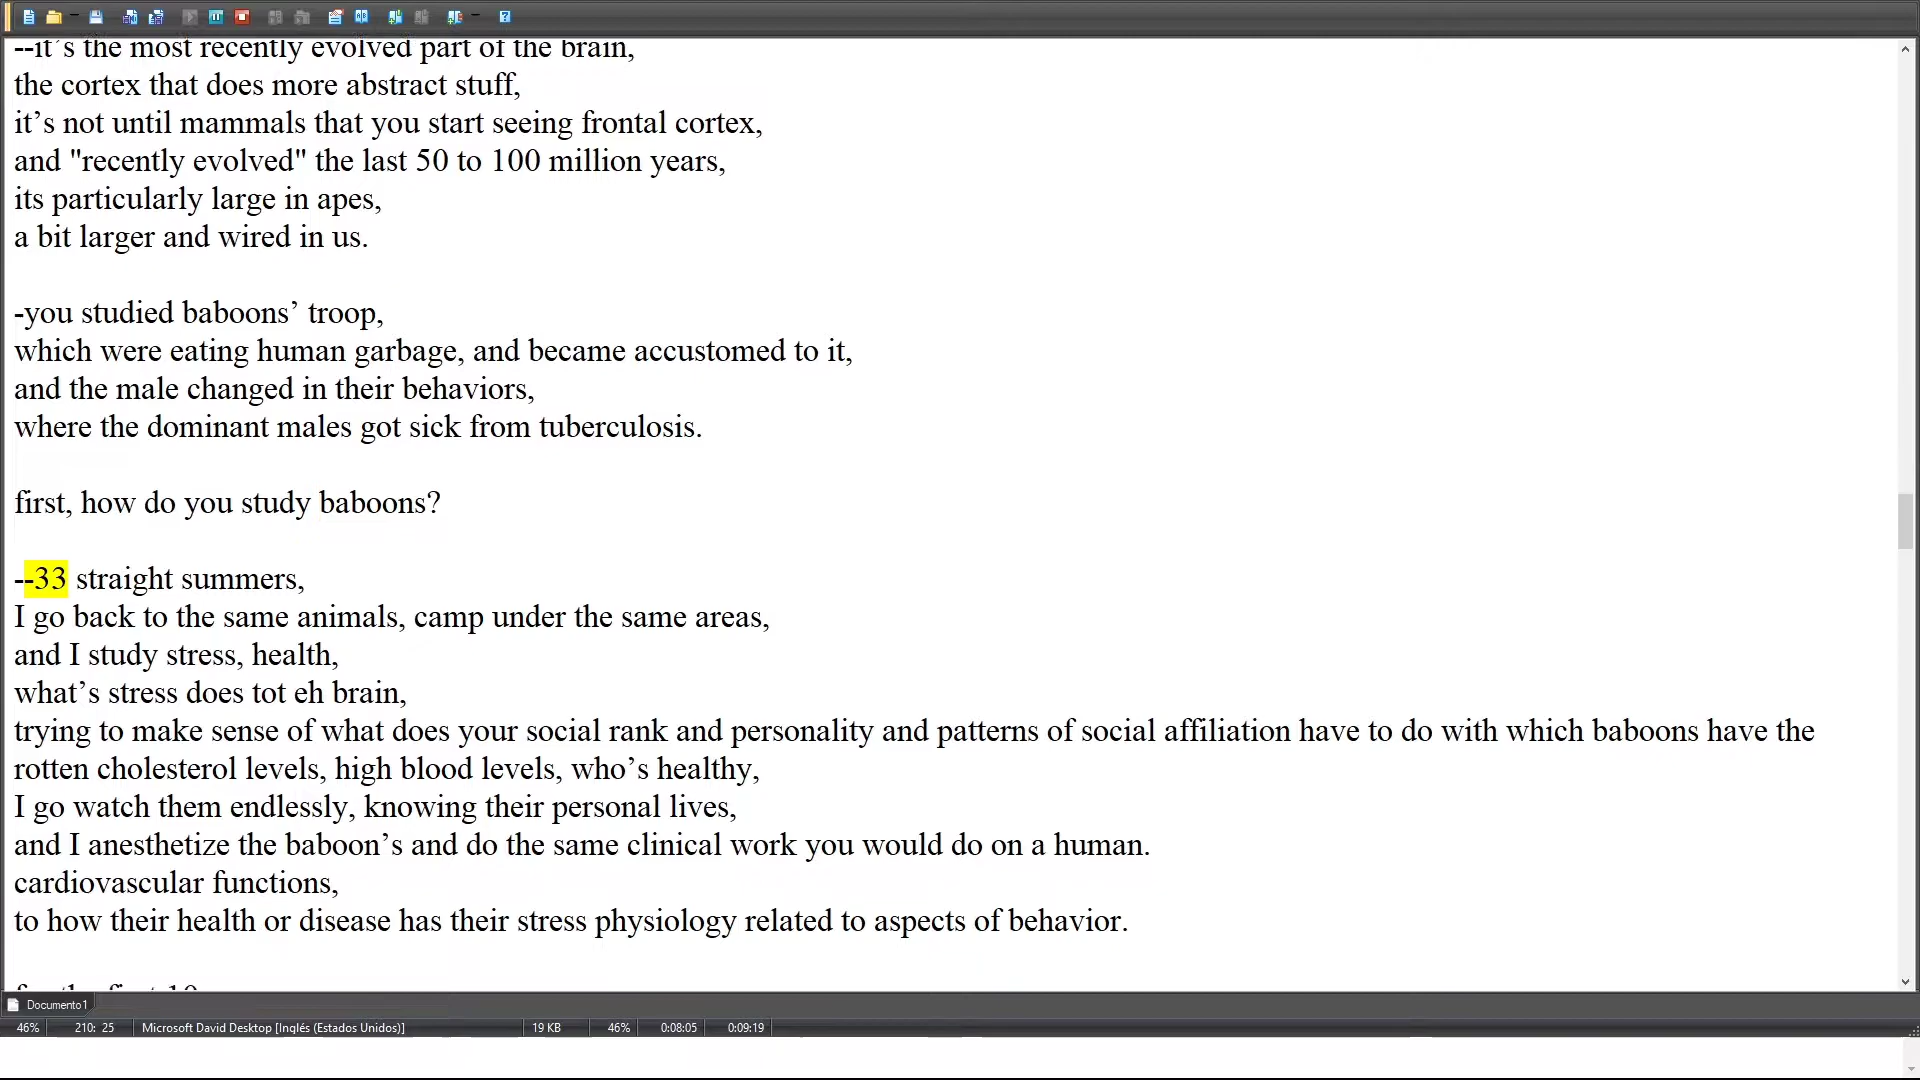 --it’s the most recently evolved part of the brain,
the cortex that does more abstract stuff,
it’s not until mammals that you start seeing frontal cortex,
and "recently evolved" the last 50 to 100 million years,
its particularly large in apes,
a bit larger and wired in us.
-you studied baboons’ troop,
which were eating human garbage, and became accustomed to it,
and the male changed in their behaviors,
where the dominant males got sick from tuberculosis.
first, how do you study baboons?
--33 straight summers,
I go back to the same animals, camp under the same areas,
and I study stress, health,
what’s stress does tot eh brain,
trying to make sense of what does your social rank and personality and patterns of social affiliation have to do with which baboons have the
rotten cholesterol levels, high blood levels, who’s healthy,
I go watch them endlessly, knowing their personal lives,
and I anesthetize the baboon’s and do the same clinical work you would do on a human.
cardiovascular functions,
to how their health or disease has their stress physiology related to aspects of behavior.
for the first 10
Documento1
46% 210: 25 Microsoft David Desktop [Inglés (Estados Unidos)] 19 KB 46% 0:08:05 0:09:19